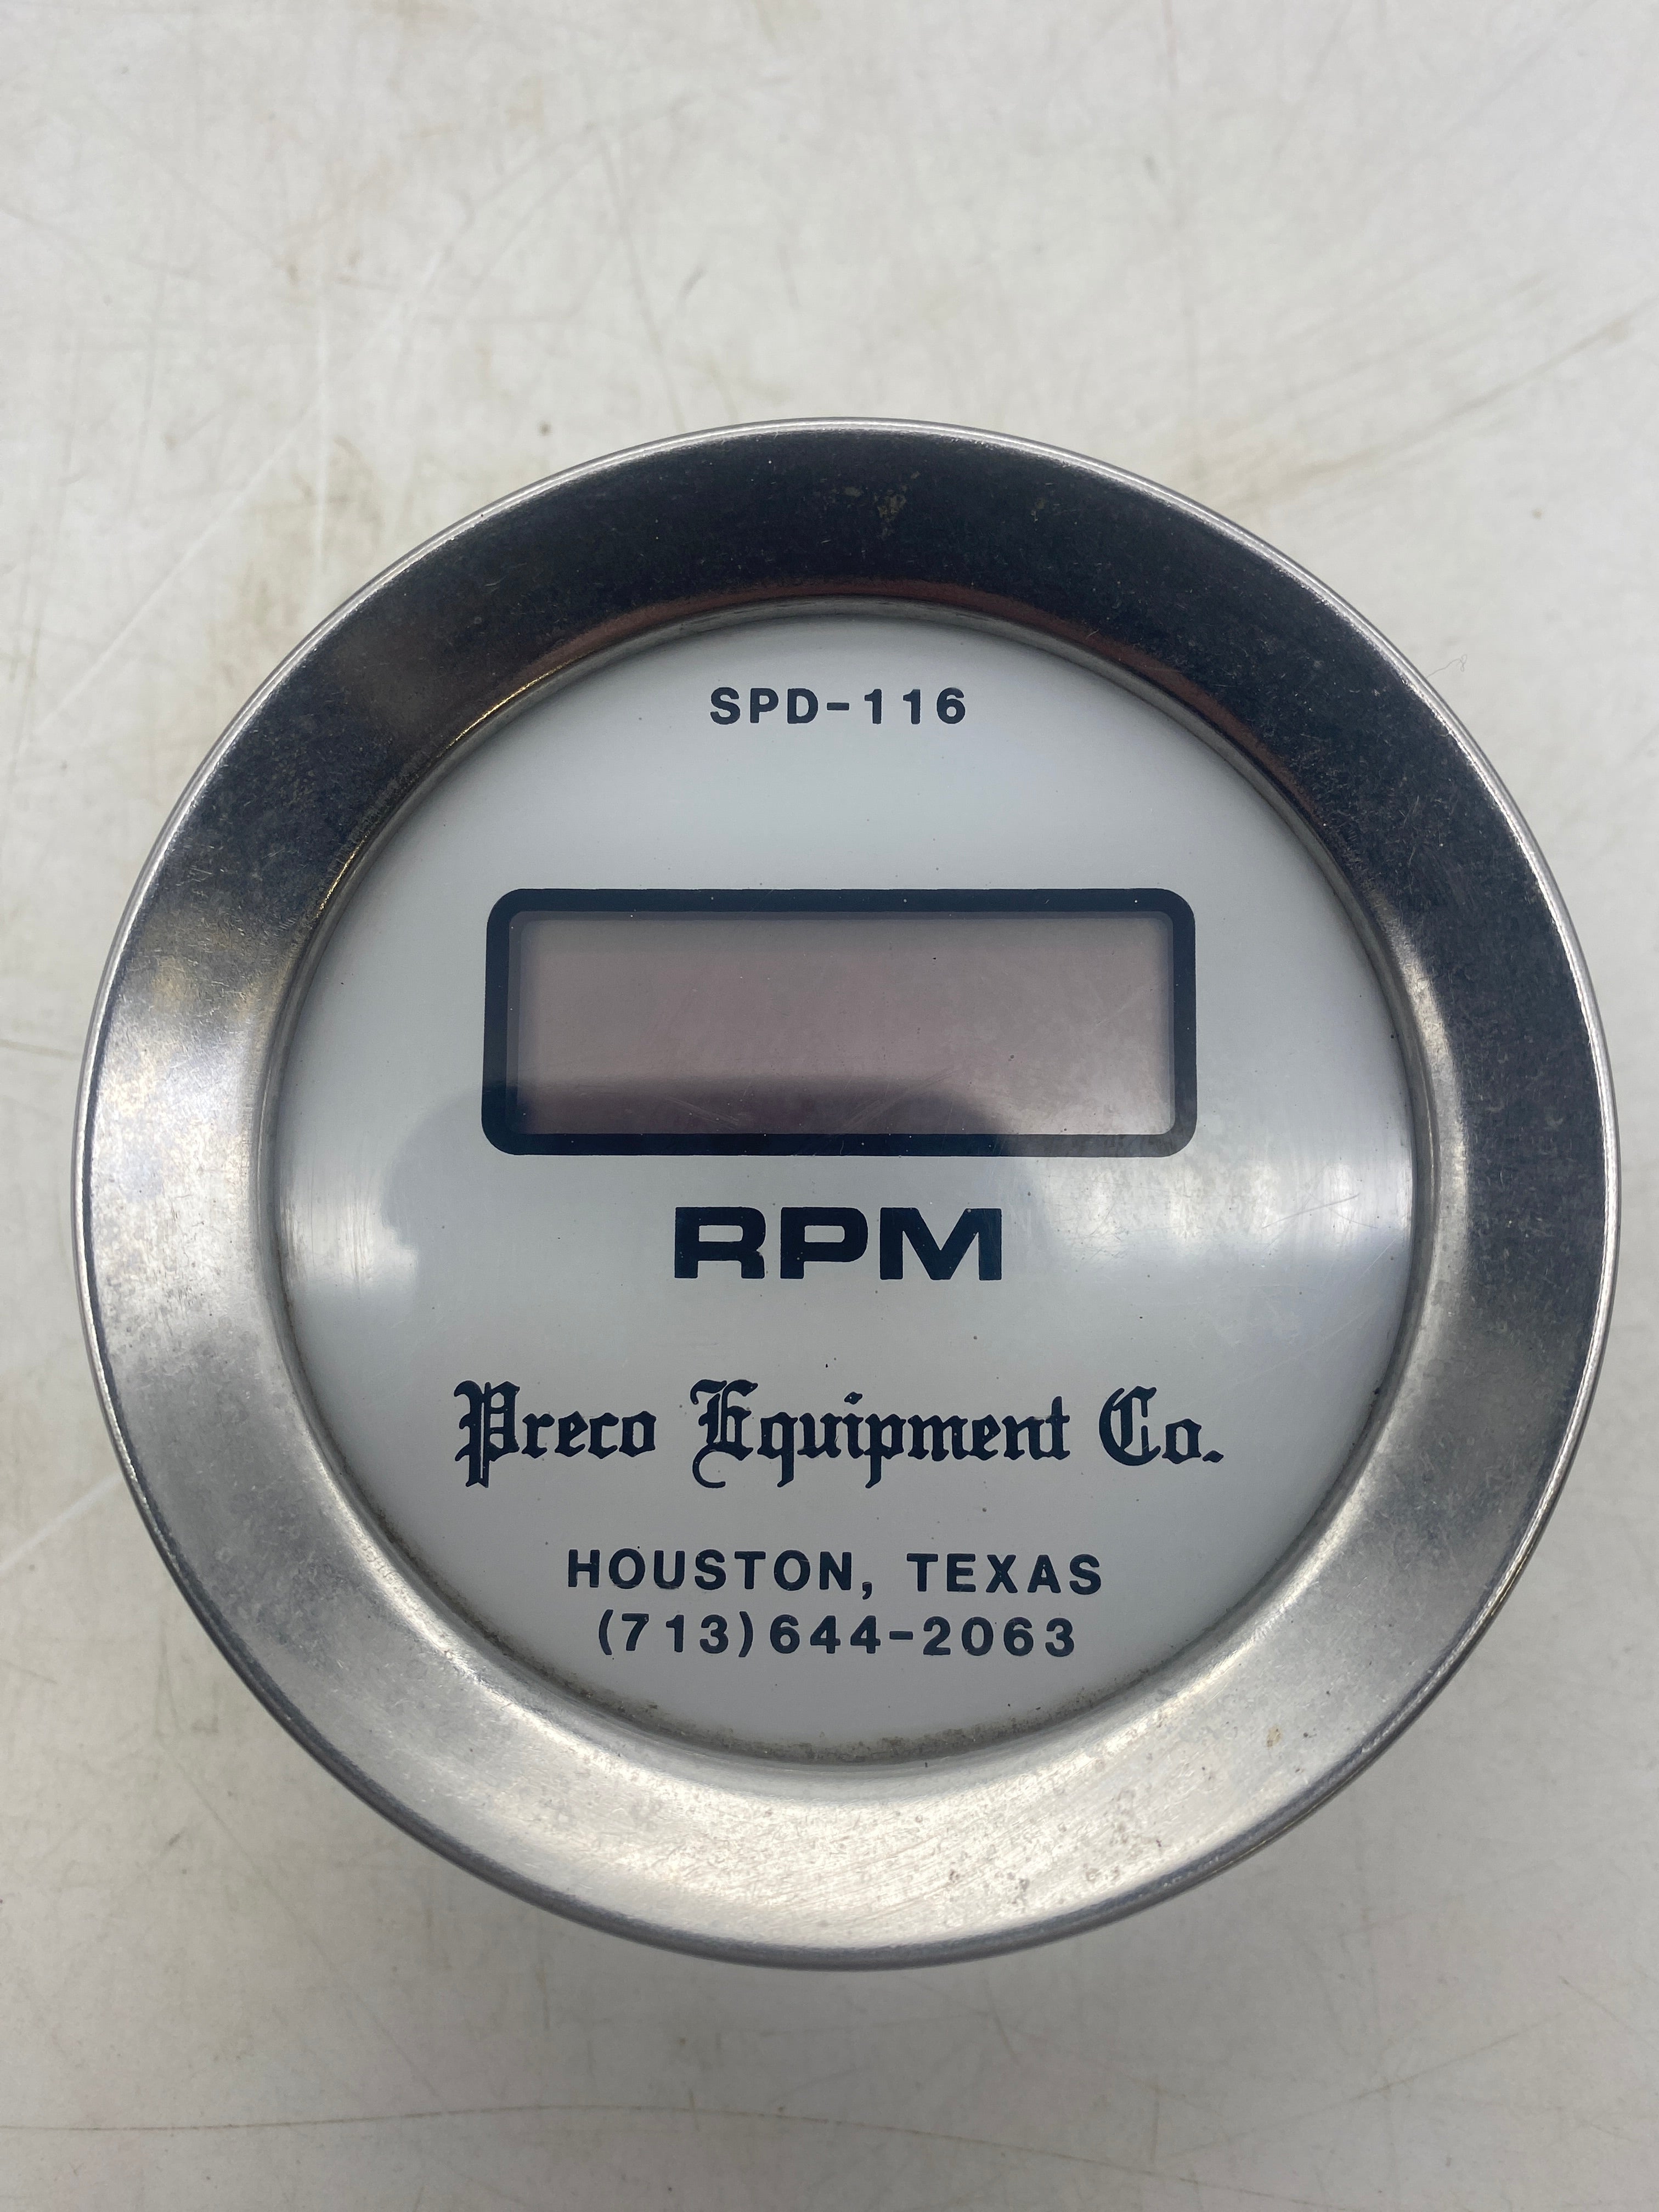 SPD-116
RPM
Preco Equipment Co.
HOUSTON, TEXAS
(713)644-2063